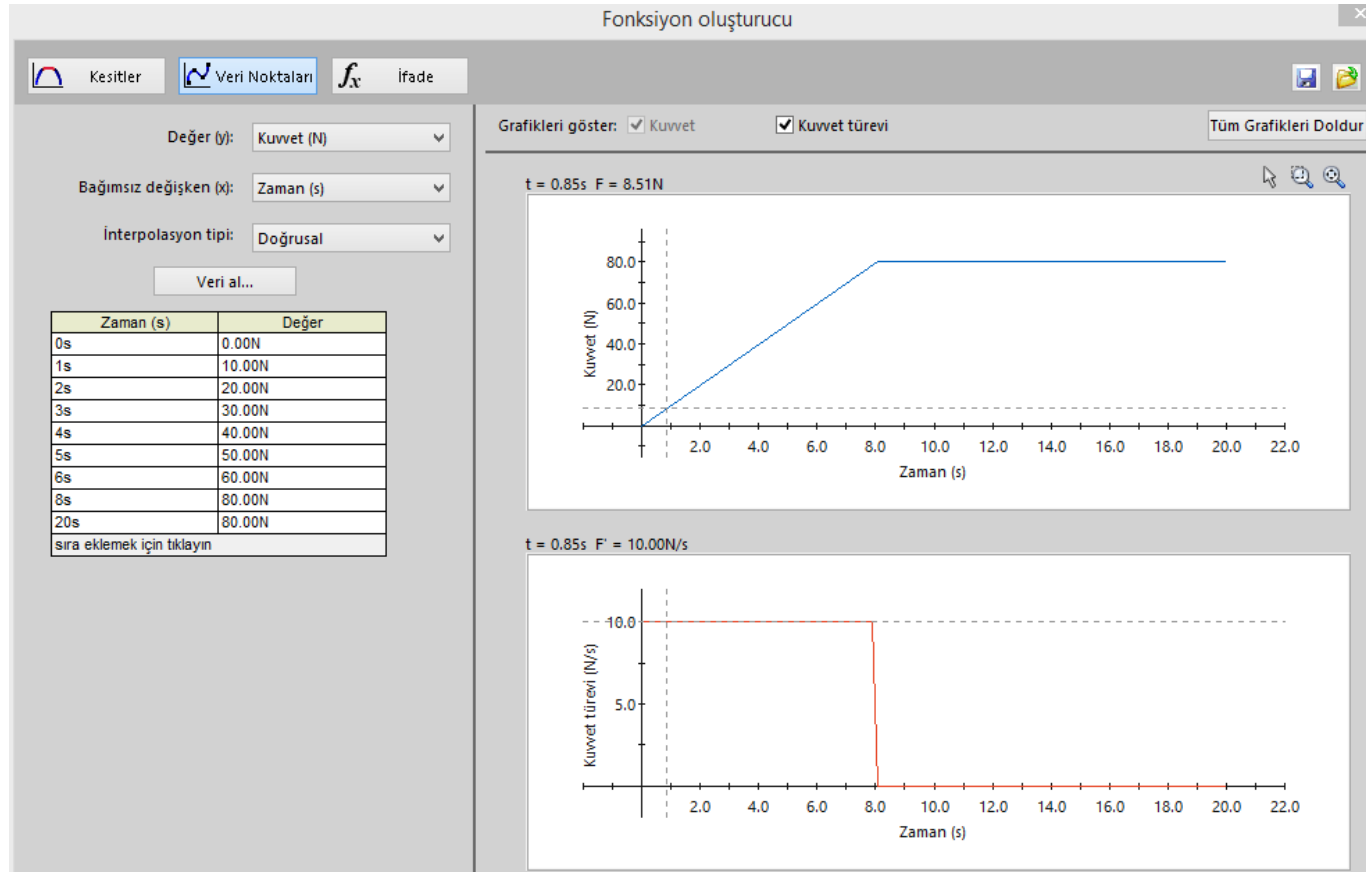 Fonksiyon oluşturucu
Kesitler
Veri Noktaları
fx İfade
Değer (y): Kuvvet (N)
Bağımsız değişken (x): Zaman (s)
İnterpolasyon tipi: Doğrusal
Veri al...
Zaman (s) Değer
0s 0.00N
1s 10.00N
2s 20.00N
3s 30.00N
4s 40.00N
5s 50.00N
6s 60.00N
8s 80.00N
20s 80.00N
sıra eklemek için tıklayın
Grafikleri göster: Kuvvet Kuvvet türevi
Tüm Grafikleri Doldur
t = 0.85s F = 8.51N
80.0
60.0
40.0
20.0
Kuvvet (N)
2.0 4.0 6.0 8.0 10.0 12.0 14.0 16.0 18.0 20.0 22.0
Zaman (s)
t = 0.85s F' = 10.00N/s
10.0
5.0
Kuvvet türevi (N/s)
2.0 4.0 6.0 8.0 10.0 12.0 14.0 16.0 18.0 20.0 22.0
Zaman (s)